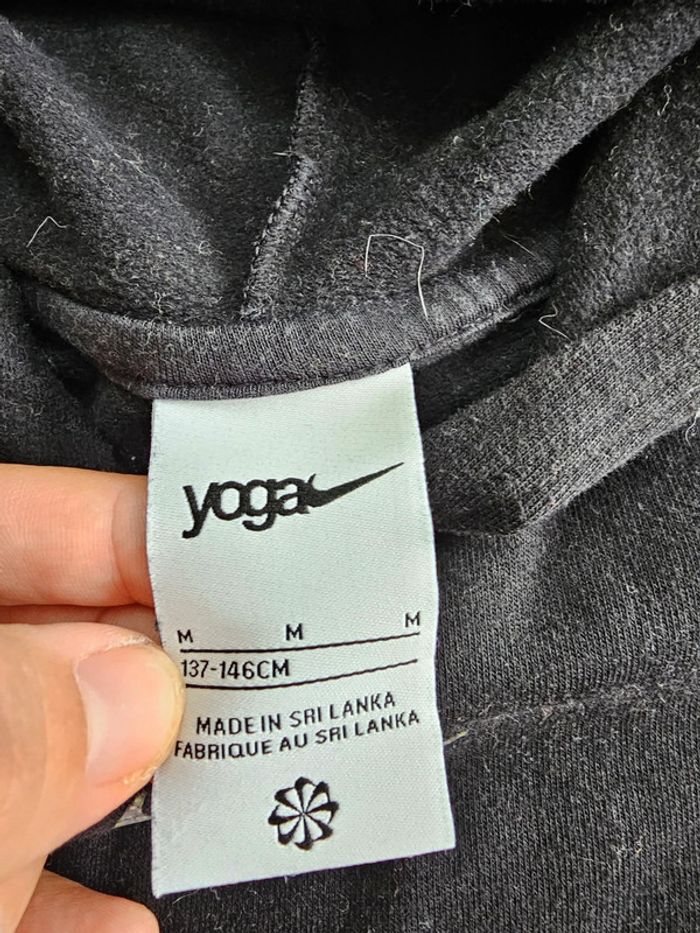 yoga
M M M
137-146CM
MADE IN SRI LANKA
FABRIQUE AU SRI LANKA